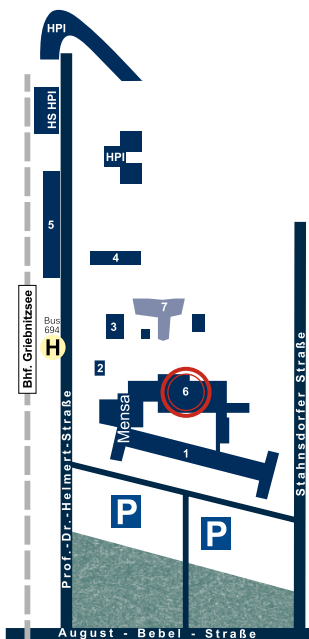 HPI
HS HPI
HPI
5
4
7
3
Bus
694
H
Bhf. Griebnitzsee
2
6
Mensa
1
Prof.-Dr.-Helmert-Straße
Stahnsdorfer Straße
P
P
August - Bebel - Straße